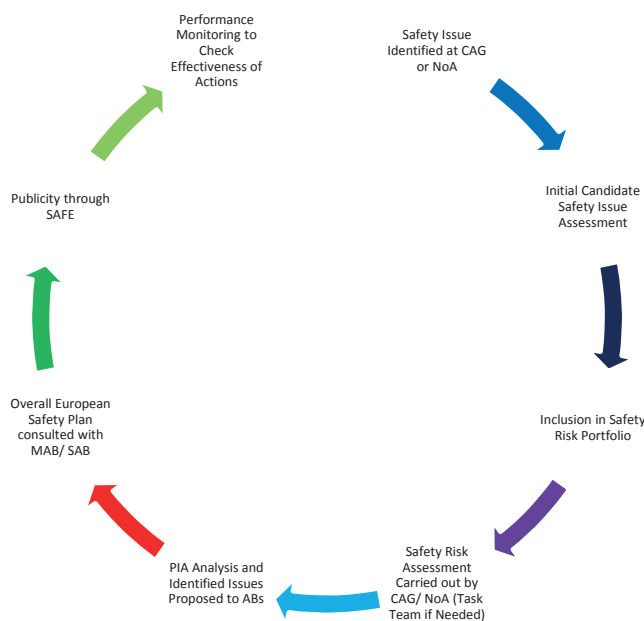 Performance
Monitoring to
Check
Effectiveness of
Actions
Safety Issue
Identified at CAG
or NoA
Initial Candidate
Safety Issue
Assessment
Inclusion in Safety
Risk Portfolio
Safety Risk
Assessment
Carried out by
CAG/ NoA (Task
Team if Needed)
PIA Analysis and
Identified Issues
Proposed to ABs
Overall European
Safety Plan
consulted with
MAB/ SAB
Publicity through
SAFE